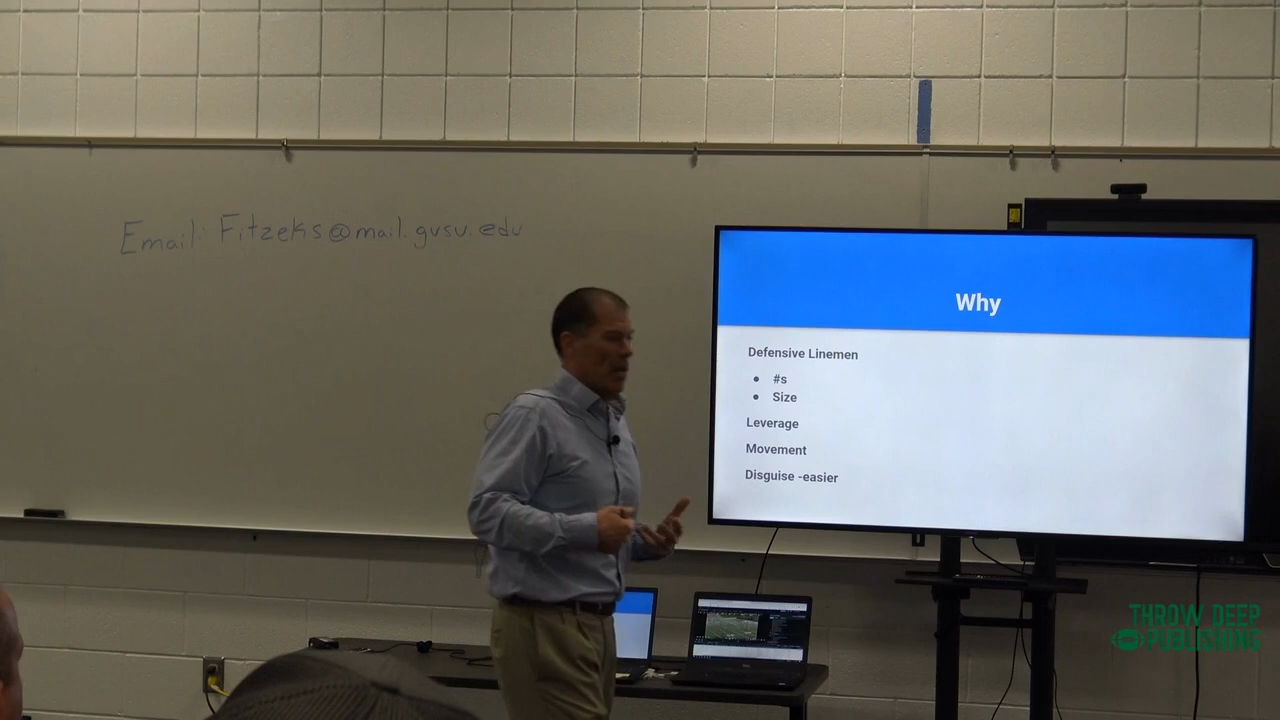 Email: Fitzeks@mail.gvsu.edu
Why
Defensive Linemen
● #s
● Size
Leverage
Movement
Disguise -easier
THROW DEEP
PUBLISHING